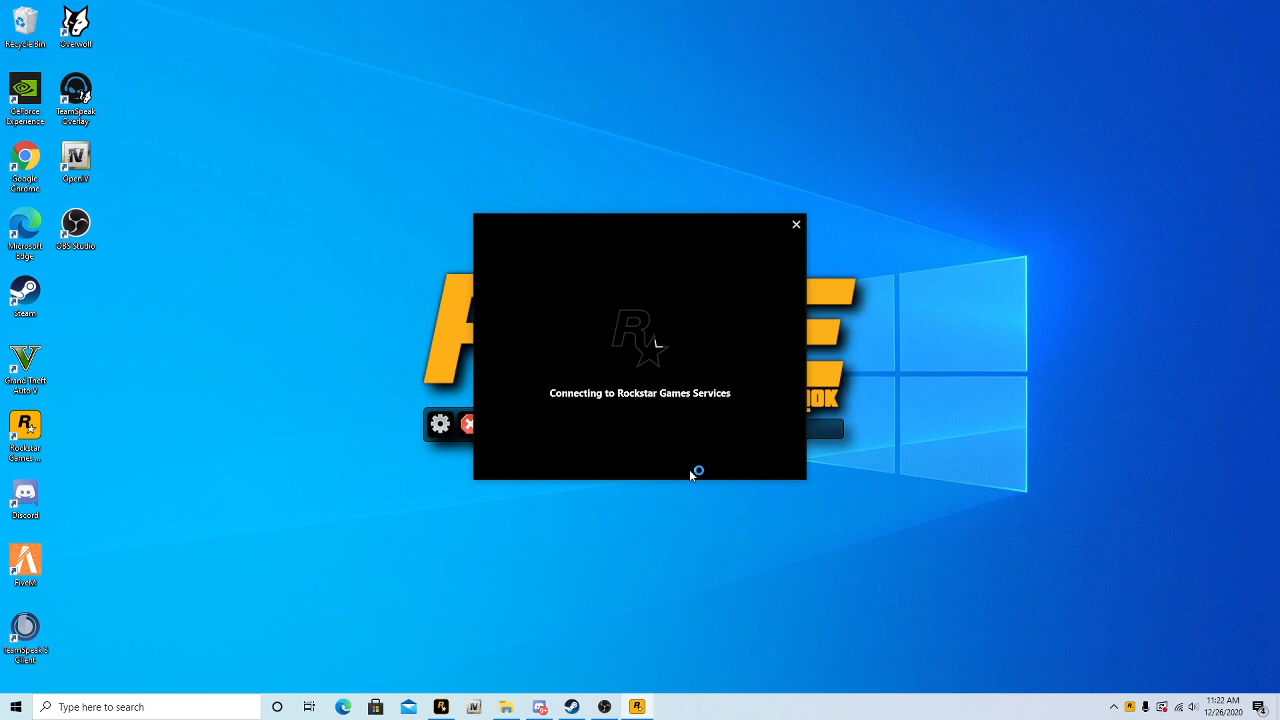 Recycle Bin
Overwolf
GeForce
Experience
TeamSpeak
Overlay
Google
Chrome
OpenIV
Microsoft
Edge
OBS Studio
Steam
Grand Theft
Auto V
Rockstar
Games ...
Discord
FiveM
TeamSpeak 3
Client
Connecting to Rockstar Games Services
Type here to search
11:22 AM
12/26/2020
4